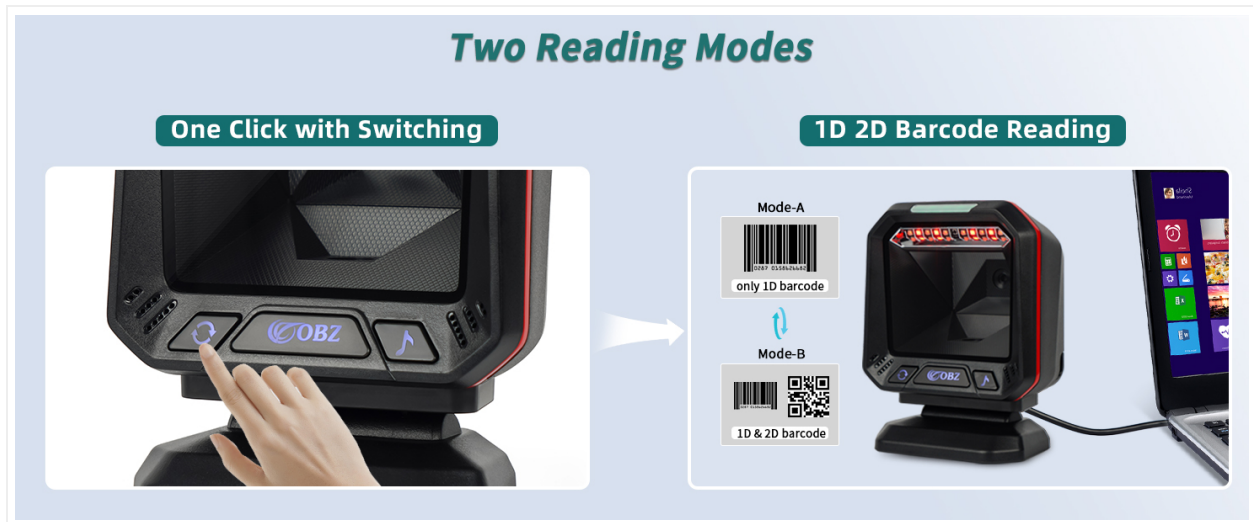 Two Reading Modes
One Click with Switching
1D 2D Barcode Reading
OBZ
Mode-A
only 1D barcode
Mode-B
1D & 2D barcode
OBZ